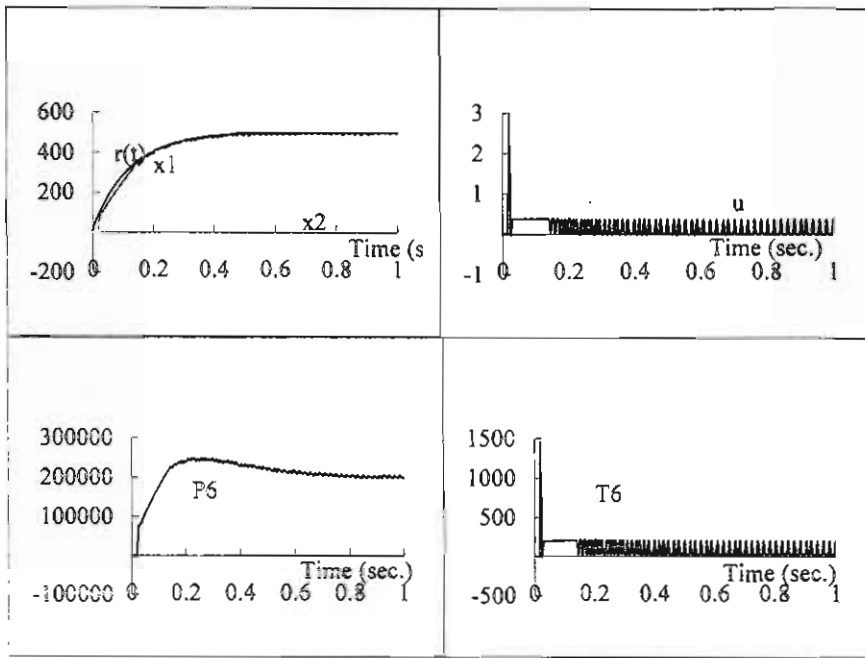 600
400
200
-200
r(t)
x1
x2
Time (s
0 0.2 0.4 0.6 0.8 1
3
2
1
-1
u
Time (sec.)
0 0.2 0.4 0.6 0.8 1
300000
200000
100000
-100000
P6
Time (sec.)
0 0.2 0.4 0.6 0.8 1
1500
1000
500
-500
T6
Time (sec.)
0 0.2 0.4 0.6 0.8 1